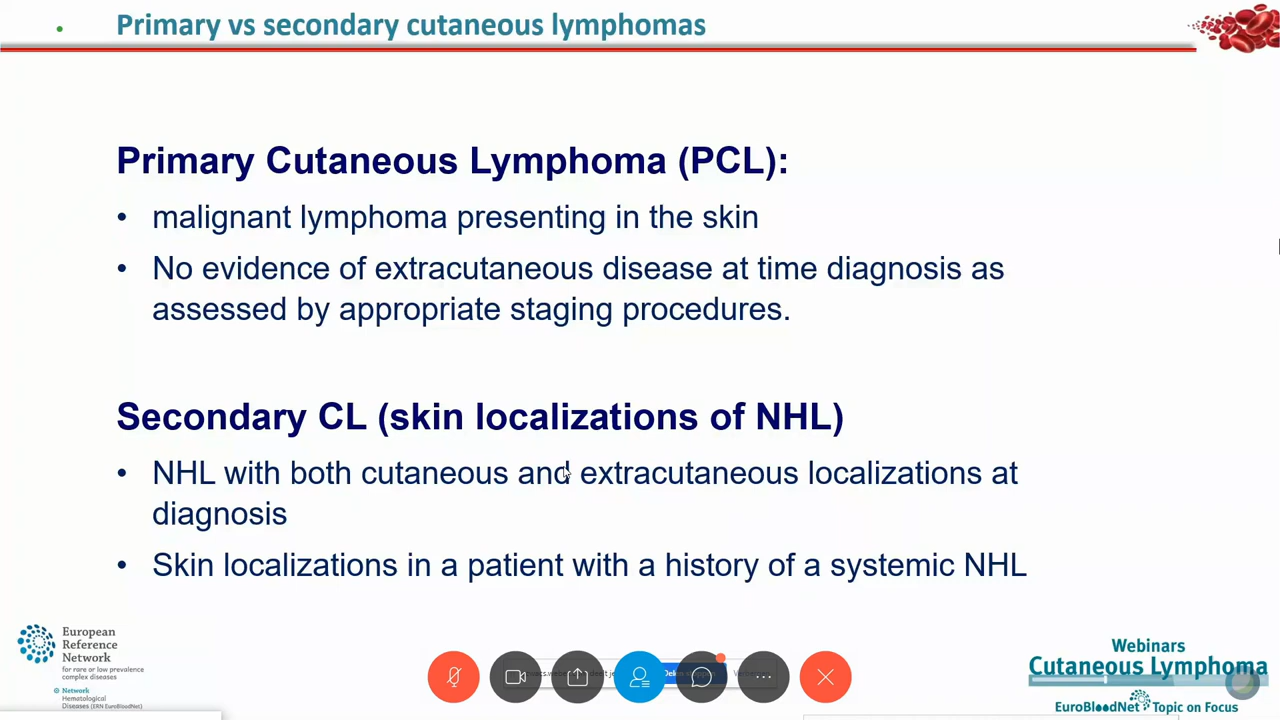 Primary vs secondary cutaneous lymphomas
Primary Cutaneous Lymphoma (PCL):
• malignant lymphoma presenting in the skin
• No evidence of extracutaneous disease at time diagnosis as
assessed by appropriate staging procedures.
Secondary CL (skin localizations of NHL)
• NHL with both cutaneous and extracutaneous localizations at
diagnosis
• Skin localizations in a patient with a history of a systemic NHL
European
Reference
Network
for rare or low prevalence
complex diseases
Network
Hematological
Diseases (ERN EuroBloodNet)
Webinars
Cutaneous Lymphoma
EuroBloodNet Topic on Focus